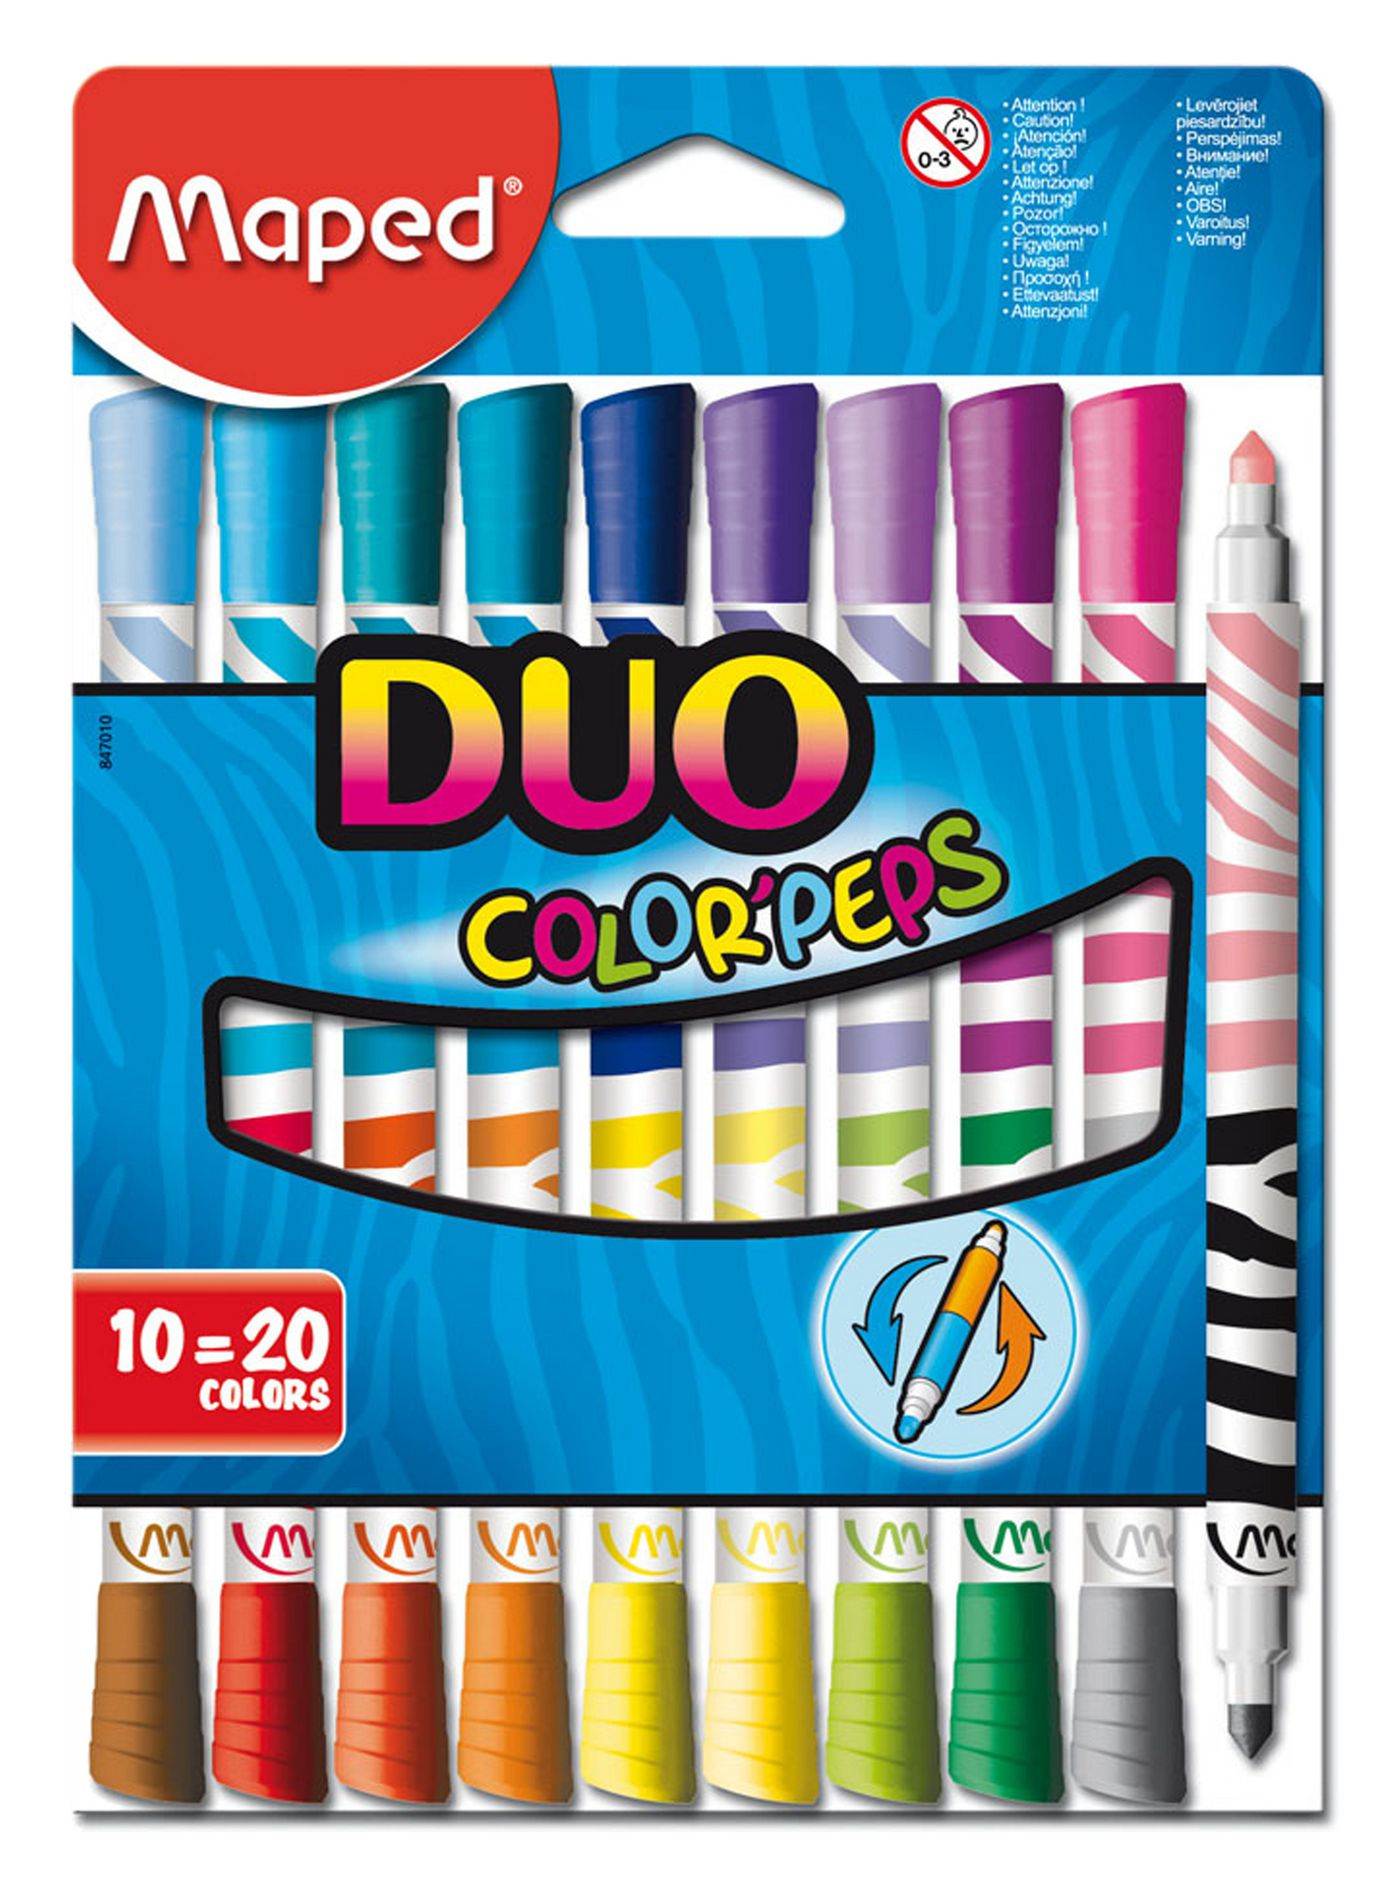 Maped®
0-3
• Attention !
• Caution!
• ¡Atención!
• Atenção!
• Let op !
• Attenzione!
• Achtung!
• Pozor!
• Осторожно !
• Figyelem!
• Uwaga!
• Προσοχή !
• Ettevaatust!
• Attenzjoni!
• Levērojiet
piesardzību!
• Perspėjimas!
• Внимание!
• Atenţie!
• Aire!
• OBS!
• Varoitus!
• Varning!
847010
DUO
COLOR'PEPS
10=20
COLORS